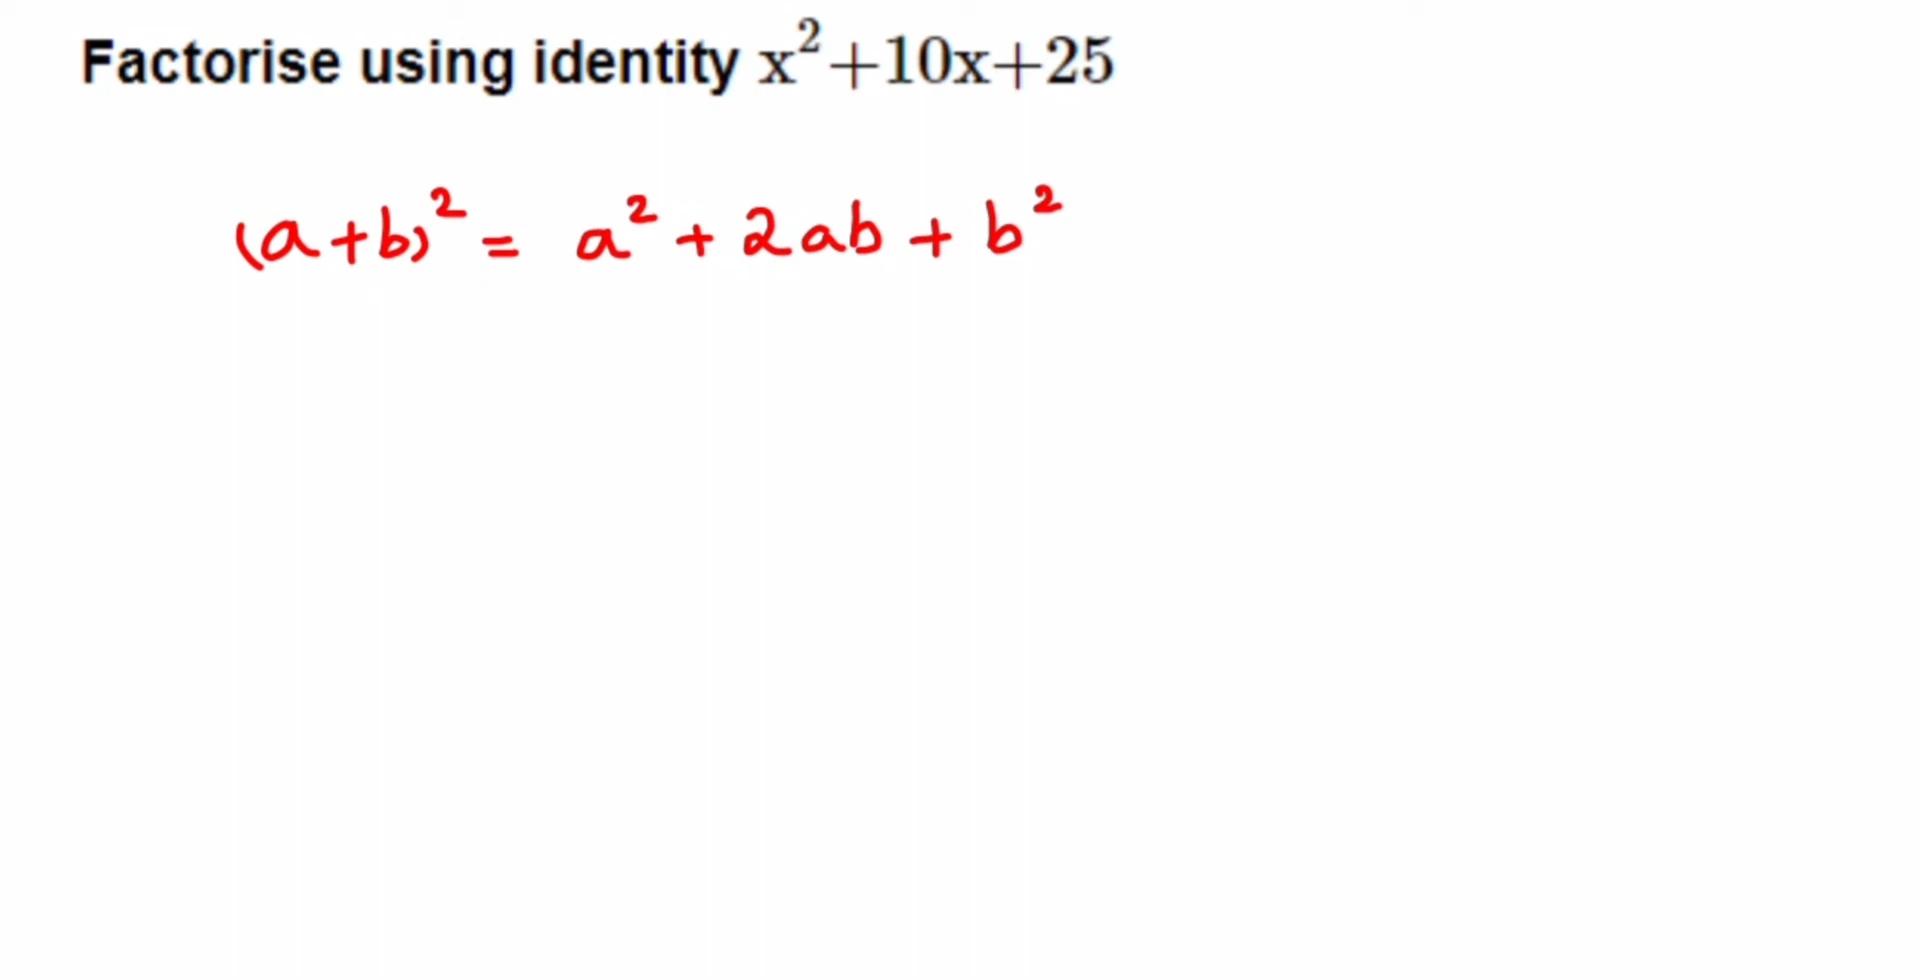 Factorise using identity x²+10x+25
(a+b)² = a² + 2ab + b²